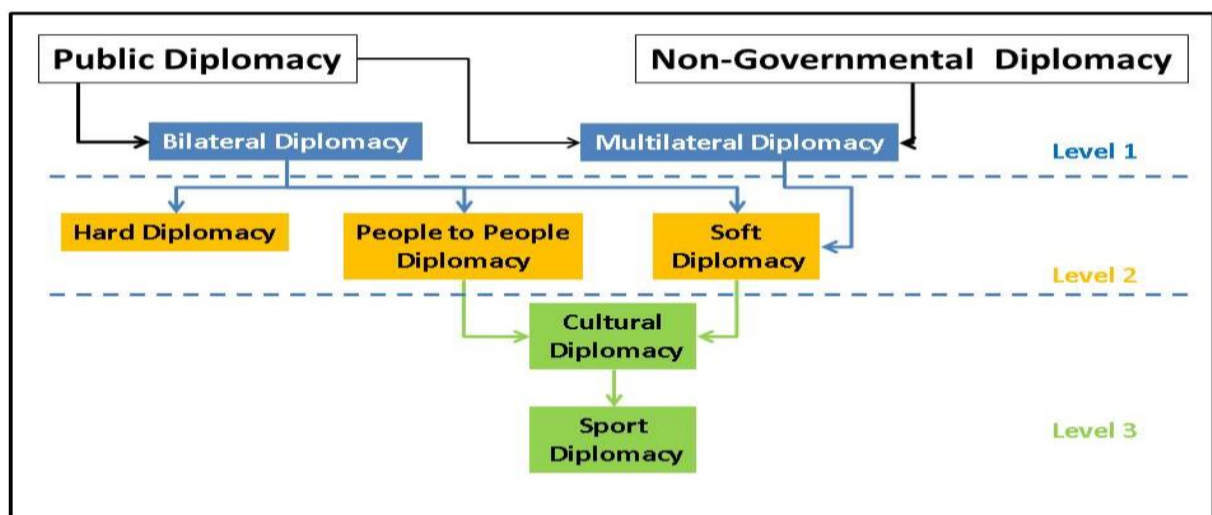 Public Diplomacy
Non-Governmental Diplomacy
Bilateral Diplomacy
Multilateral Diplomacy
Level 1
Hard Diplomacy
People to People
Diplomacy
Soft
Diplomacy
Level 2
Cultural
Diplomacy
Sport
Diplomacy
Level 3